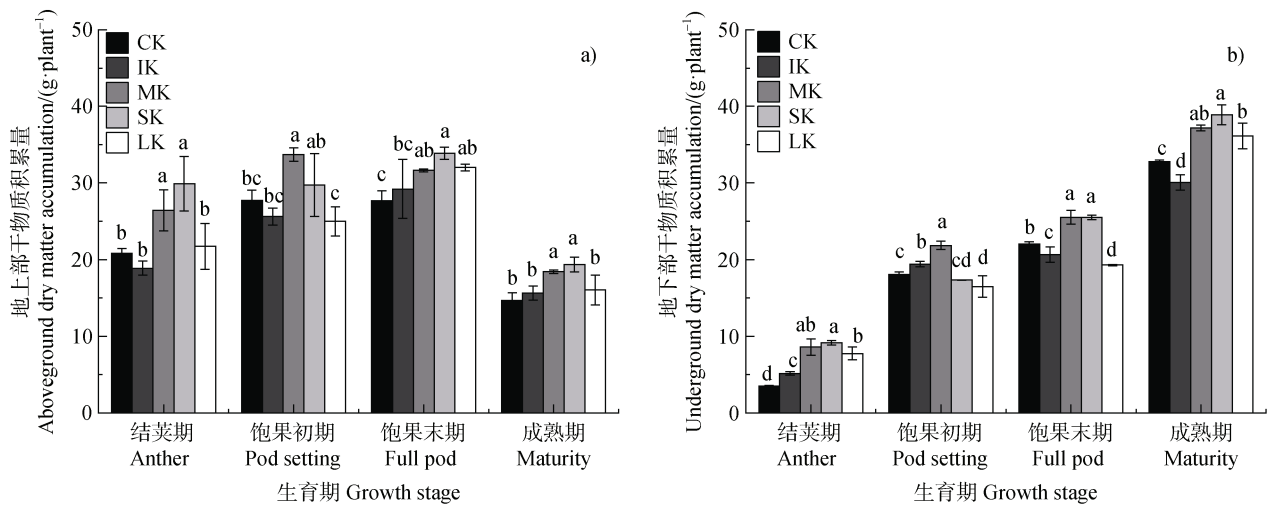 地上部干物质积累量
Aboveground dry matter accumulation/(g·plant⁻¹)
50
40
30
20
10
0
CK
IK
MK
SK
LK
a)
b b a a b
bc bc a ab c
c bc ab a ab
b b a a b
结荚期 饱果初期 饱果末期 成熟期
Anther Pod setting Full pod Maturity
生育期 Growth stage
地下部干物质积累量
Underground dry matter accumulation/(g·plant⁻¹)
50
40
30
20
10
0
CK
IK
MK
SK
LK
b)
d c ab a b
c b a cd d
b c a a d
c d ab a b
结荚期 饱果初期 饱果末期 成熟期
Anther Pod setting Full pod Maturity
生育期 Growth stage